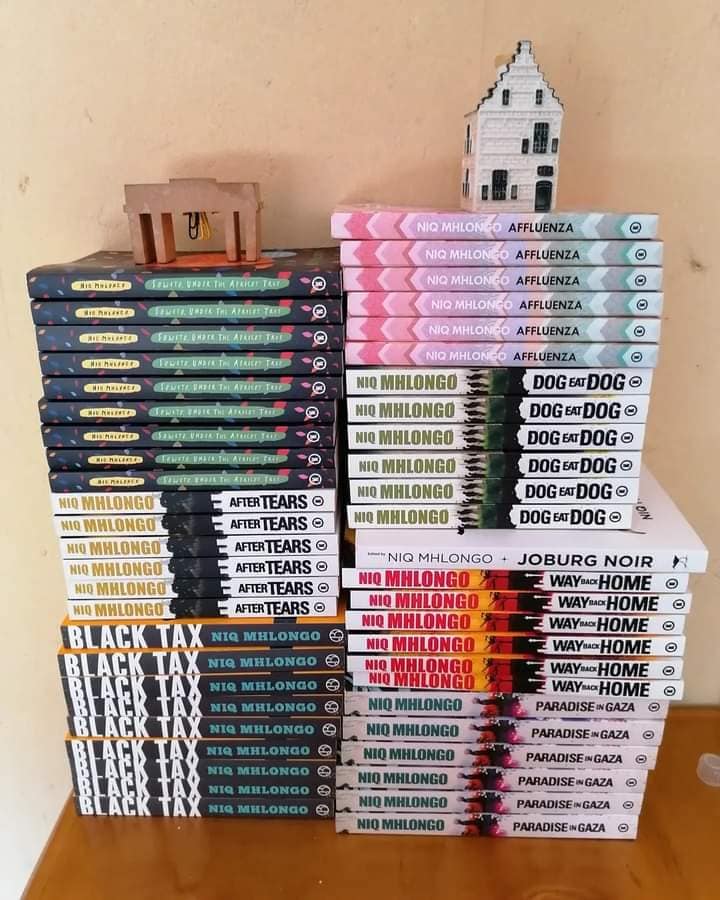 NIQ MHLONGO SOWETO UNDER THE APRICOT TREE
NIQ MHLONGO SOWETO UNDER THE APRICOT TREE
NIQ MHLONGO SOWETO UNDER THE APRICOT TREE
NIQ MHLONGO SOWETO UNDER THE APRICOT TREE
NIQ MHLONGO SOWETO UNDER THE APRICOT TREE
NIQ MHLONGO SOWETO UNDER THE APRICOT TREE
NIQ MHLONGO SOWETO UNDER THE APRICOT TREE
NIQ MHLONGO SOWETO UNDER THE APRICOT TREE
NIQ MHLONGO SOWETO UNDER THE APRICOT TREE
NIQ MHLONGO AFTER TEARS
NIQ MHLONGO AFTER TEARS
NIQ MHLONGO AFTER TEARS
NIQ MHLONGO AFTER TEARS
NIQ MHLONGO AFTER TEARS
NIQ MHLONGO AFTER TEARS
BLACK TAX NIQ MHLONGO
BLACK TAX NIQ MHLONGO
BLACK TAX NIQ MHLONGO
BLACK TAX NIQ MHLONGO
BLACK TAX NIQ MHLONGO
BLACK TAX NIQ MHLONGO
BLACK TAX NIQ MHLONGO
BLACK TAX NIQ MHLONGO
BLACK TAX NIQ MHLONGO
NIQ MHLONGO AFFLUENZA
NIQ MHLONGO AFFLUENZA
NIQ MHLONGO AFFLUENZA
NIQ MHLONGO AFFLUENZA
NIQ MHLONGO AFFLUENZA
NIQ MHLONGO AFFLUENZA
NIQ MHLONGO DOG EAT DOG
NIQ MHLONGO DOG EAT DOG
NIQ MHLONGO DOG EAT DOG
NIQ MHLONGO DOG EAT DOG
NIQ MHLONGO DOG EAT DOG
NIQ MHLONGO DOG EAT DOG
Edited by NIQ MHLONGO + JOBURG NOIR
NIQ MHLONGO WAY BACK HOME
NIQ MHLONGO WAY BACK HOME
NIQ MHLONGO WAY BACK HOME
NIQ MHLONGO WAY BACK HOME
NIQ MHLONGO WAY BACK HOME
NIQ MHLONGO WAY BACK HOME
NIQ MHLONGO PARADISE IN GAZA
NIQ MHLONGO PARADISE IN GAZA
NIQ MHLONGO PARADISE IN GAZA
NIQ MHLONGO PARADISE IN GAZA
NIQ MHLONGO PARADISE IN GAZA
NIQ MHLONGO PARADISE IN GAZA